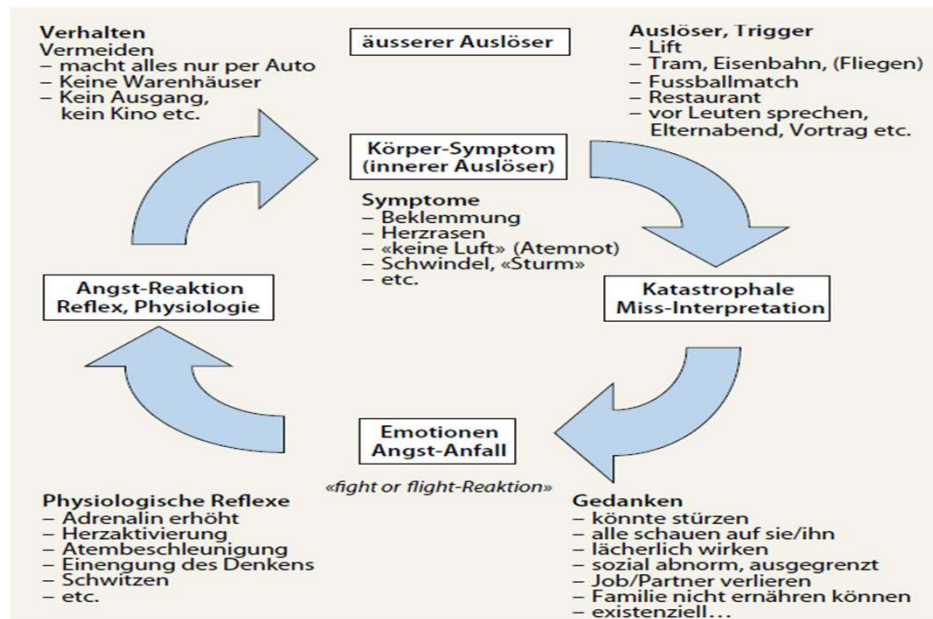 Verhalten
Vermeiden
– macht alles nur per Auto
– Keine Warenhäuser
– Kein Ausgang,
kein Kino etc.
äusserer Auslöser
Auslöser, Trigger
– Lift
– Tram, Eisenbahn, (Fliegen)
– Fussballmatch
– Restaurant
– vor Leuten sprechen,
Elternabend, Vortrag etc.
Körper-Symptom
(innerer Auslöser)
Symptome
– Beklemmung
– Herzrasen
– «keine Luft» (Atemnot)
– Schwindel, «Sturm»
– etc.
Angst-Reaktion
Reflex, Physiologie
Katastrophale
Miss-Interpretation
Emotionen
Angst-Anfall
«fight or flight-Reaktion»
Physiologische Reflexe
– Adrenalin erhöht
– Herzaktivierung
– Atembeschleunigung
– Einengung des Denkens
– Schwitzen
– etc.
Gedanken
– könnte stürzen
– alle schauen auf sie/ihn
– lächerlich wirken
– sozial abnorm, ausgegrenzt
– Job/Partner verlieren
– Familie nicht ernähren können
– existenziell...